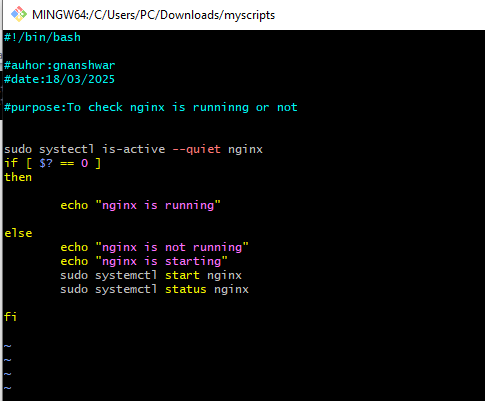 MINGW64:/C/Users/PC/Downloads/myscripts
#!/bin/bash
#auhor:gnanshwar
#date:18/03/2025
#purpose:To check nginx is runninng or not
sudo systectl is-active --quiet nginx
if [ $? == 0 ]
then
echo "nginx is running"
else
echo "nginx is not running"
echo "nginx is starting"
sudo systemctl start nginx
sudo systemctl status nginx
fi
~
~
~
~